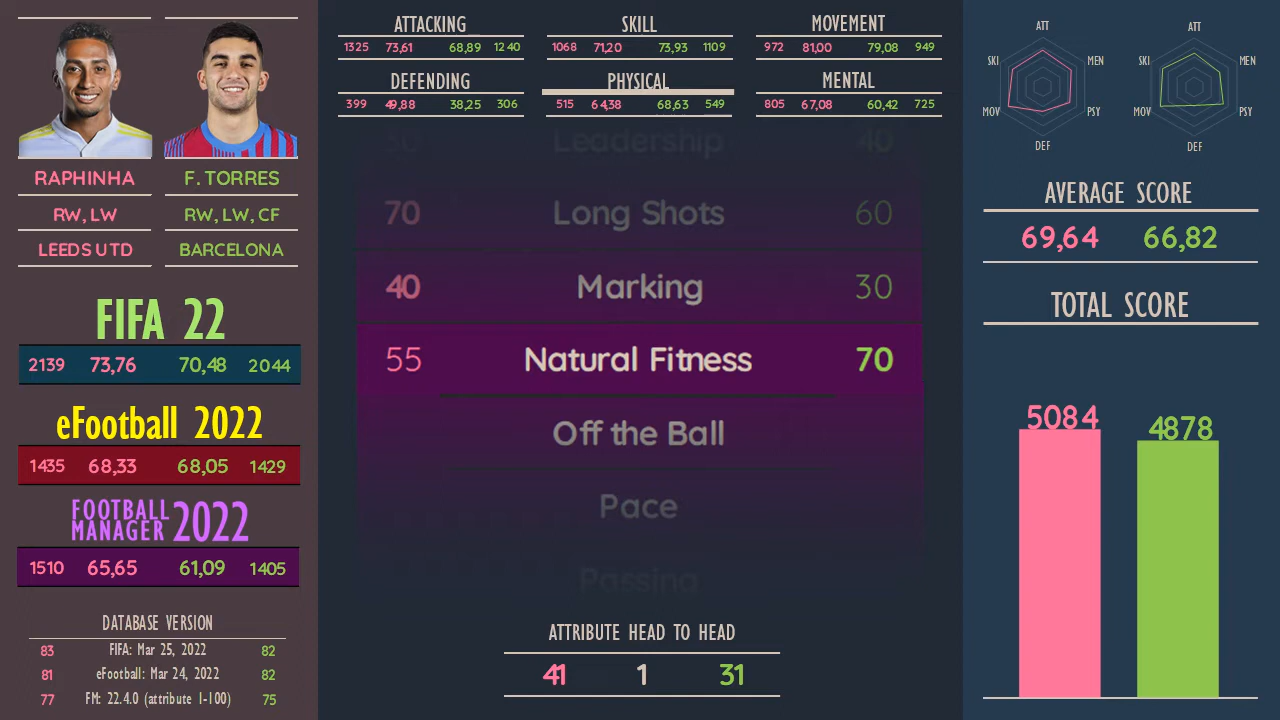 RAPHINHA
F. TORRES
RW, LW
RW, LW, CF
LEEDS UTD
BARCELONA
FIFA 22
2139 73,76 70,48 2044
eFootball 2022
1435 68,33 68,05 1429
FOOTBALL MANAGER 2022
1510 65,65 61,09 1405
DATABASE VERSION
83 FIFA: Mar 25, 2022 82
81 eFootball: Mar 24, 2022 82
77 FM: 22.4.0 (attribute 1-100) 75
ATTACKING
1325 73,61 68,89 1240
SKILL
1068 71,20 73,93 1109
MOVEMENT
972 81,00 79,08 949
DEFENDING
399 49,88 38,25 306
PHYSICAL
515 64,38 68,63 549
MENTAL
805 67,08 60,42 725
Leadership 40
70 Long Shots 60
40 Marking 30
55 Natural Fitness 70
Off the Ball
Pace
Passing
ATTRIBUTE HEAD TO HEAD
41 1 31
ATT
SKI MEN
MOV PSY
DEF
ATT
SKI MEN
MOV PSY
DEF
AVERAGE SCORE
69,64 66,82
TOTAL SCORE
5084 4878